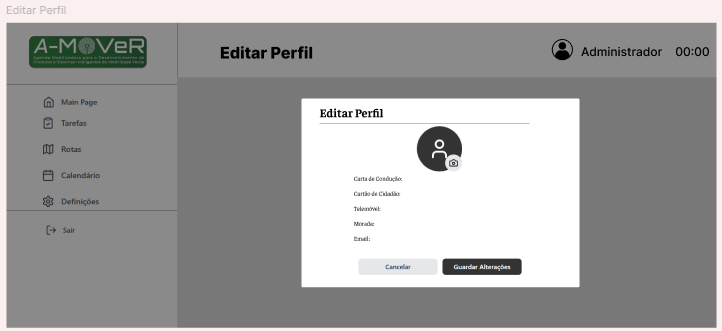 Editar Perfil
A-MOVeR
Agenda Mobilizadora para o Desenvolvimento de
Produtos e Sistemas Inteligentes de Mobilidade Verde
Editar Perfil
Administrador
00:00
Main Page
Tarefas
Rotas
Calendário
Definições
Sair
Editar Perfil
Carta de Condução:
Cartão de Cidadão:
Telemóvel:
Morada:
Email:
Cancelar
Guardar Alterações